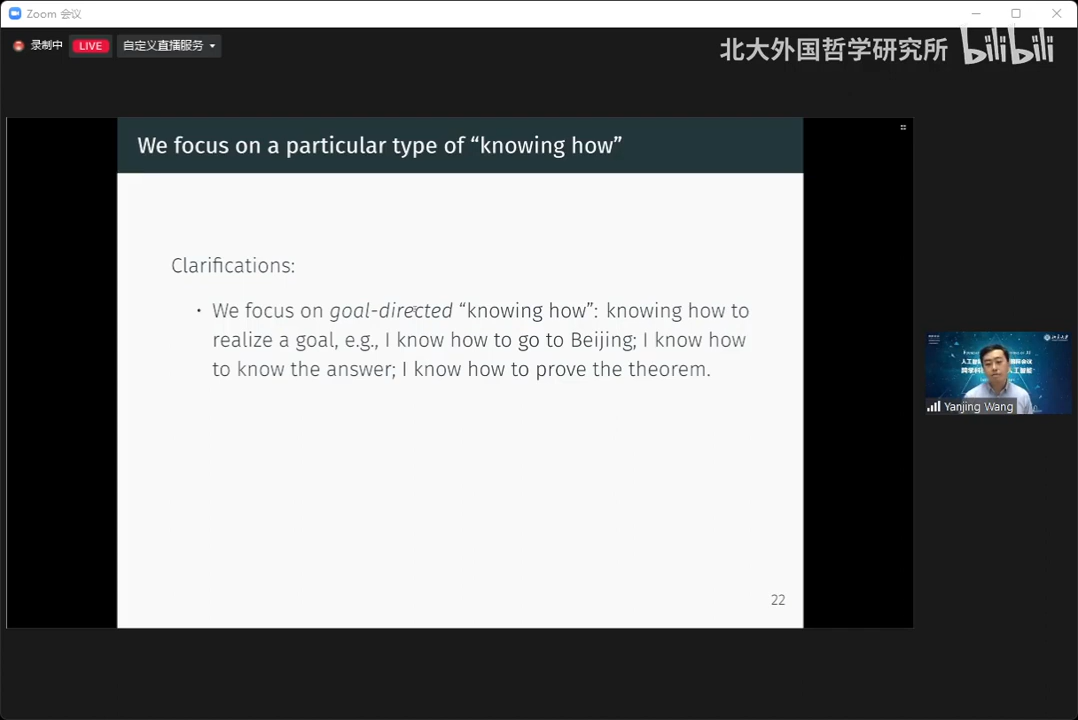 Zoom 会议
录制中 LIVE 自定义直播服务
北大外国哲学研究所 bilibili
We focus on a particular type of “knowing how”
Clarifications:
· We focus on goal-directed “knowing how”: knowing how to
realize a goal, e.g., I know how to go to Beijing; I know how
to know the answer; I know how to prove the theorem.
22
Yanjing Wang